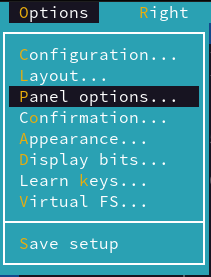 Options Right
Configuration...
Layout...
Panel options...
Confirmation...
Appearance...
Display bits...
Learn keys...
Virtual FS...
Save setup